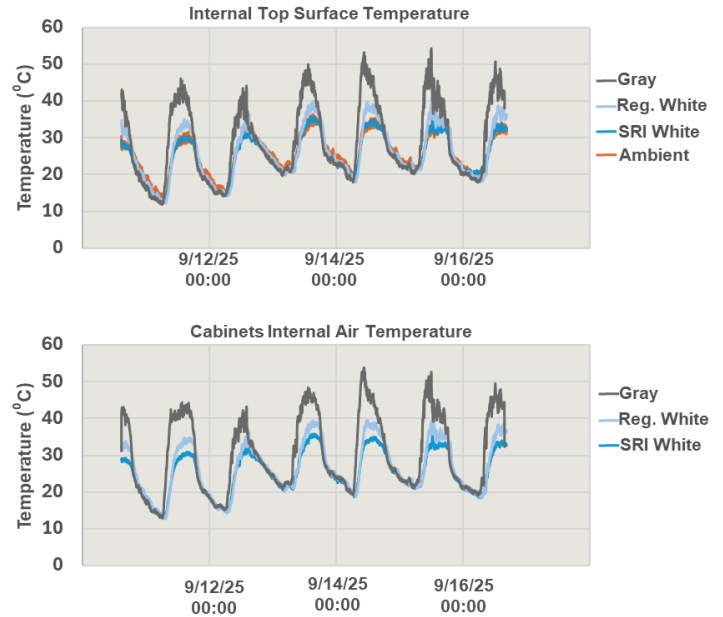 Internal Top Surface Temperature
60
50
40
30
20
10
0
Temperature (⁰C)
9/12/25
00:00
9/14/25
00:00
9/16/25
00:00
Gray
Reg. White
SRI White
Ambient
Cabinets Internal Air Temperature
60
50
40
30
20
10
0
Temperature (⁰C)
9/12/25
00:00
9/14/25
00:00
9/16/25
00:00
Gray
Reg. White
SRI White